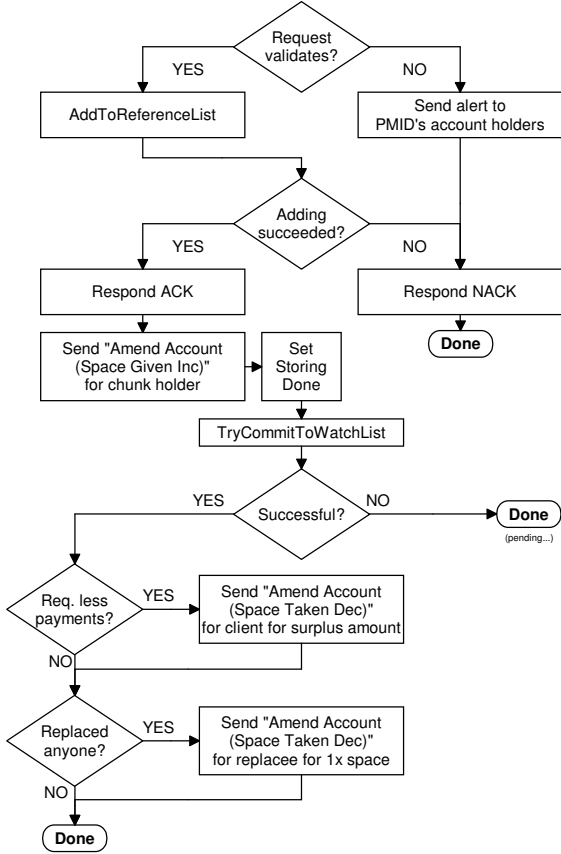 Request
validates?
YES
NO
AddToReferenceList
Send alert to
PMID's account holders
Adding
succeeded?
YES
NO
Respond ACK
Respond NACK
Send "Amend Account
(Space Given Inc)"
for chunk holder
Set
Storing
Done
Done
TryCommitToWatchList
Successful?
YES
NO
Done
(pending...)
Req. less
payments?
YES
Send "Amend Account
(Space Taken Dec)"
for client for surplus amount
NO
Replaced
anyone?
YES
Send "Amend Account
(Space Taken Dec)"
for replacee for 1x space
NO
Done